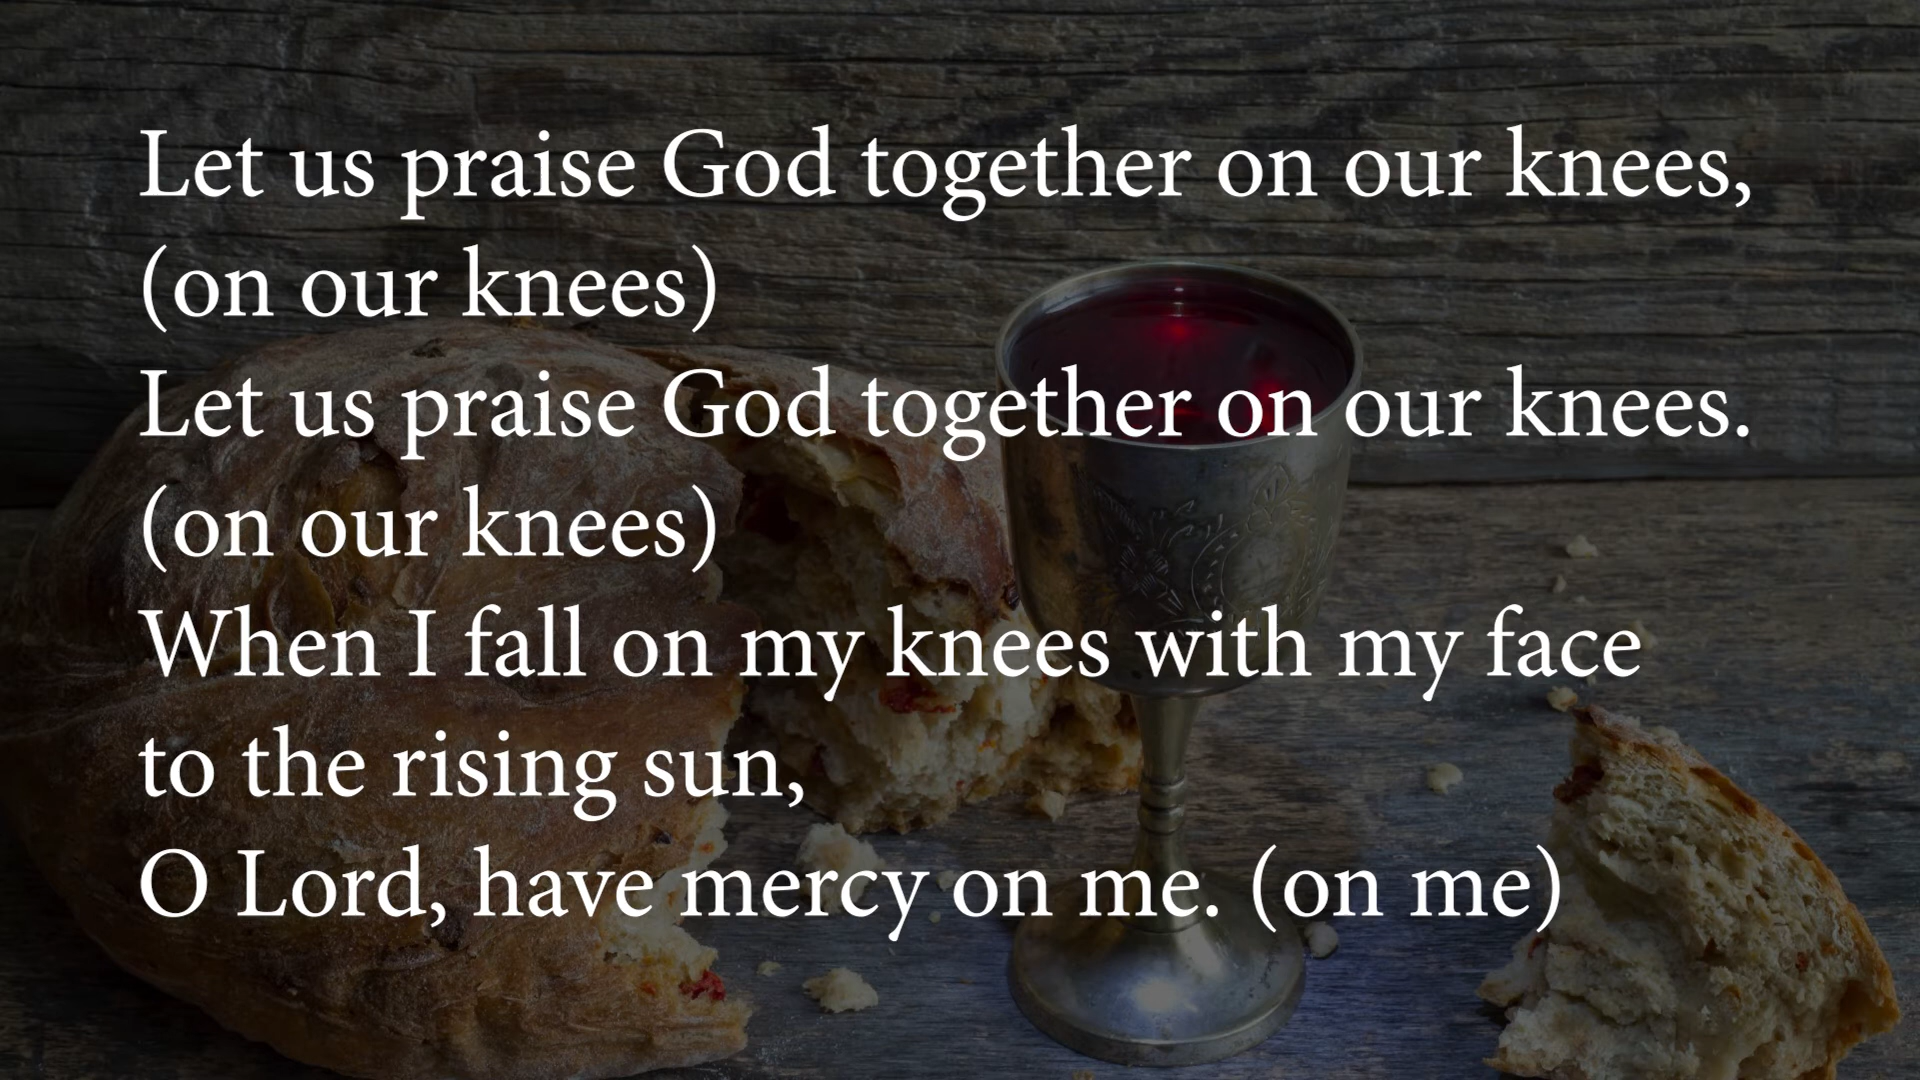 Let us praise God together on our knees,
(on our knees)
Let us praise God together on our knees.
(on our knees)
When I fall on my knees with my face
to the rising sun,
O Lord, have mercy on me. (on me)